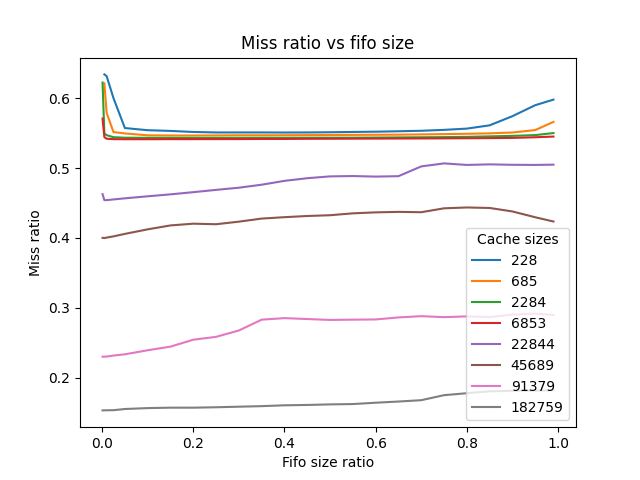 Miss ratio vs fifo size
Miss ratio
0.6
0.5
0.4
0.3
0.2
Cache sizes
228
685
2284
6853
22844
45689
91379
182759
0.0 0.2 0.4 0.6 0.8 1.0
Fifo size ratio